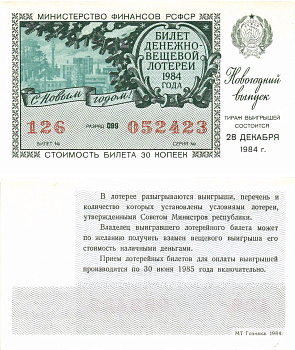 МИНИСТЕРСТВО ФИНАНСОВ РСФСР
БИЛЕТ
ДЕНЕЖНО-
ВЕЩЕВОЙ
ЛОТЕРЕИ
1984
ГОДА
С Новым годом!
Новогодний
выпуск
ТИРАЖ ВЫИГРЫШЕЙ
СОСТОИТСЯ
28 ДЕКАБРЯ
1984 г.
126 РАЗРЯД 099 052423
БИЛЕТ № СЕРИЯ №
СТОИМОСТЬ БИЛЕТА 30 КОПЕЕК
В лотерее разыгрываются выигрыши, перечень и
количество которых установлены условиями лотереи,
утвержденными Советом Министров республики.
Владелец выигравшего лотерейного билета может
по желанию получить взамен вещевого выигрыша его
стоимость наличными деньгами.
Прием лотерейных билетов для оплаты выигрышей
производится по 30 июня 1985 года включительно.
МТ Гознака. 1984.